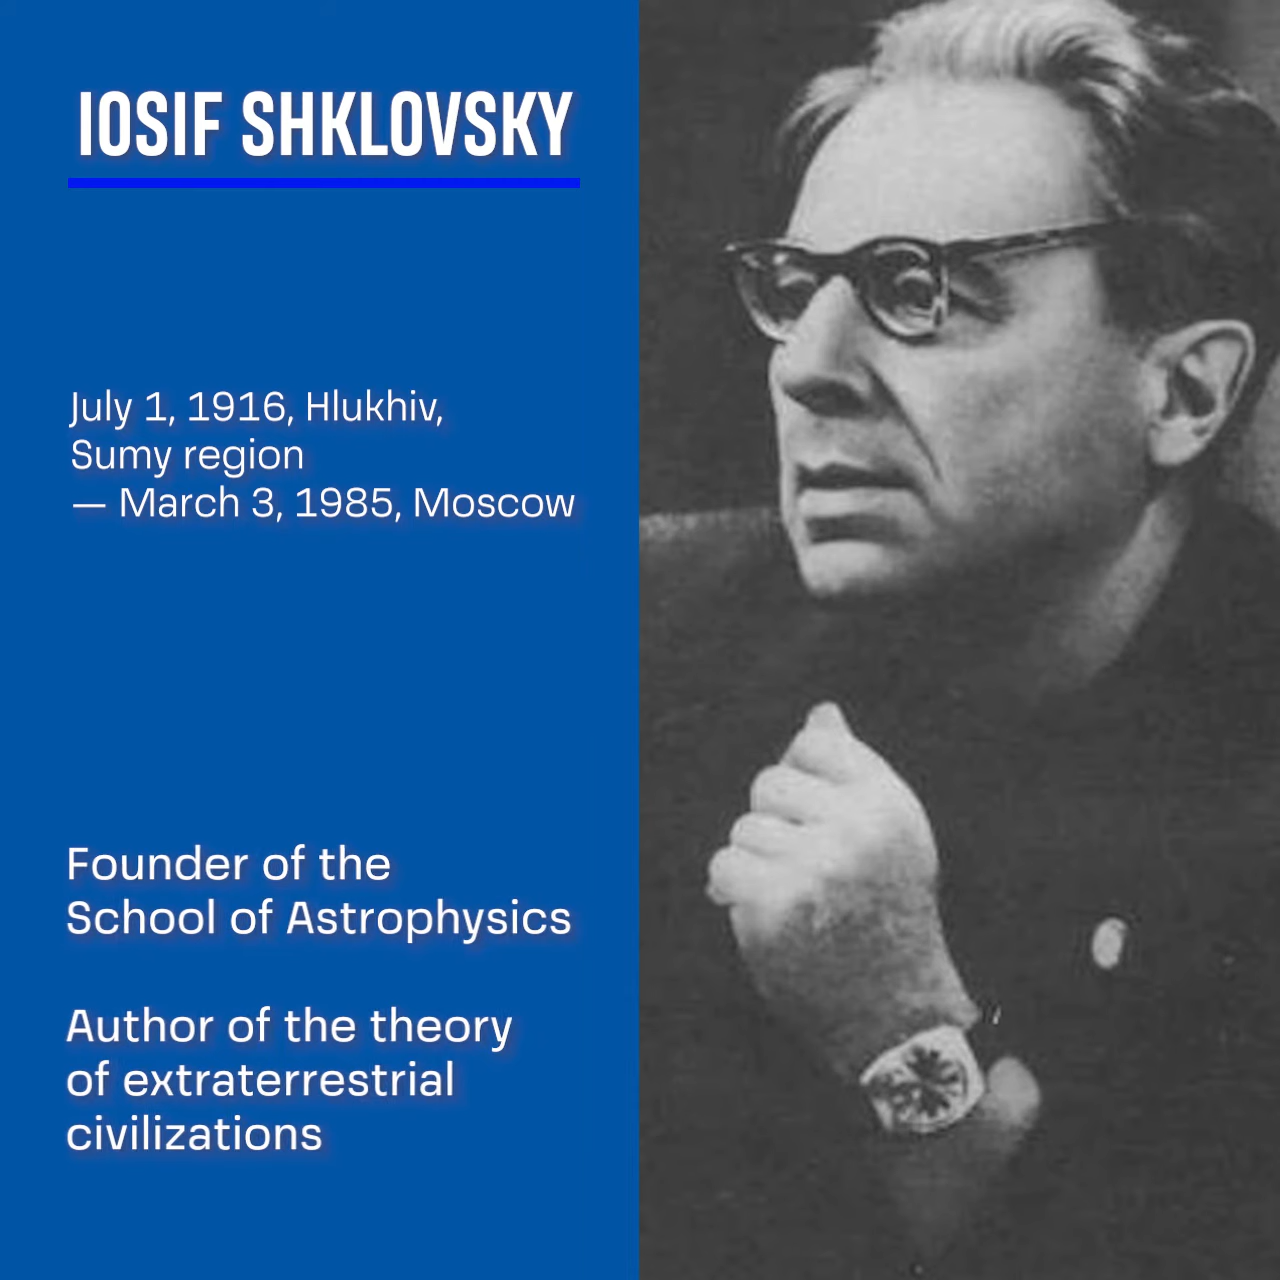 IOSIF SHKLOVSKY
July 1, 1916, Hlukhiv,
Sumy region
— March 3, 1985, Moscow
Founder of the
School of Astrophysics
Author of the theory
of extraterrestrial
civilizations